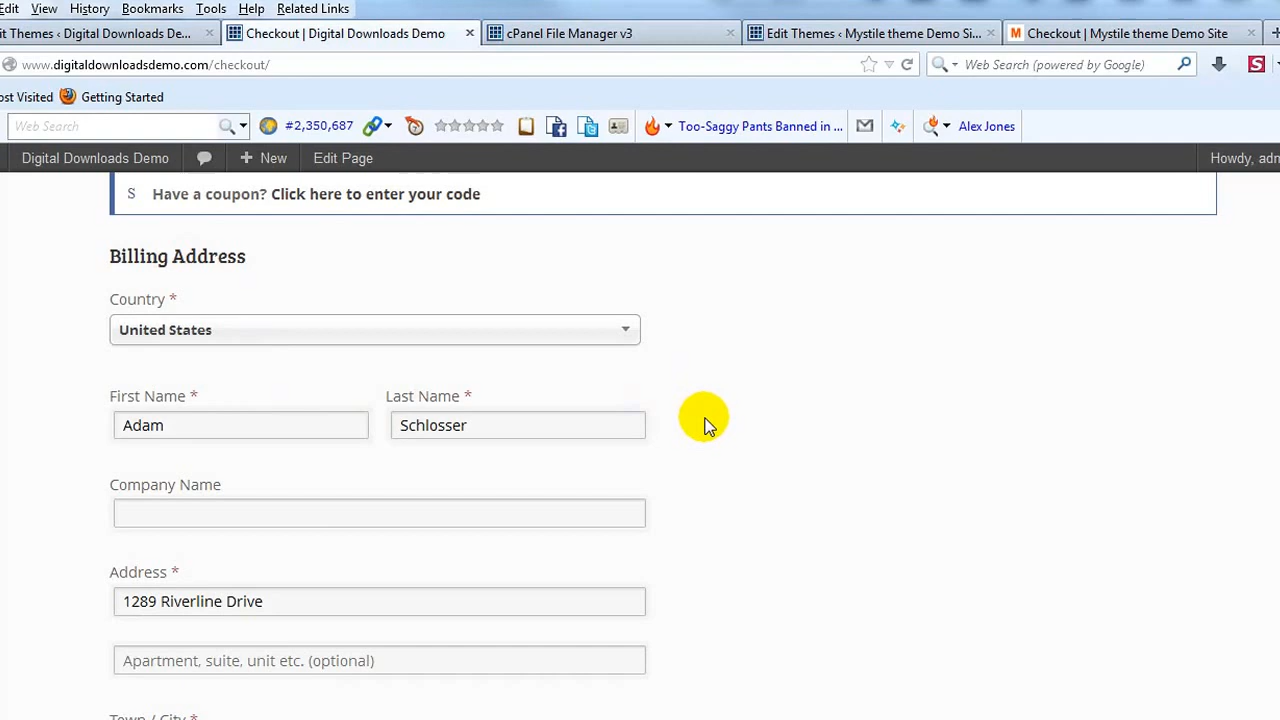 Edit View History Bookmarks Tools Help Related Links
it Themes ‹ Digital Downloads De... Checkout | Digital Downloads Demo cPanel File Manager v3 Edit Themes ‹ Mystile theme Demo Si... M Checkout | Mystile theme Demo Site
www.digitaldownloadsdemo.com/checkout/ Web Search (powered by Google) S
ost Visited Getting Started
Web Search #2,350,687 Too-Saggy Pants Banned in ... Alex Jones
Digital Downloads Demo + New Edit Page Howdy, adm
S Have a coupon? Click here to enter your code
Billing Address
Country *
United States
First Name * Last Name *
Adam Schlosser
Company Name
Address *
1289 Riverline Drive
Apartment, suite, unit etc. (optional)
Town / City *